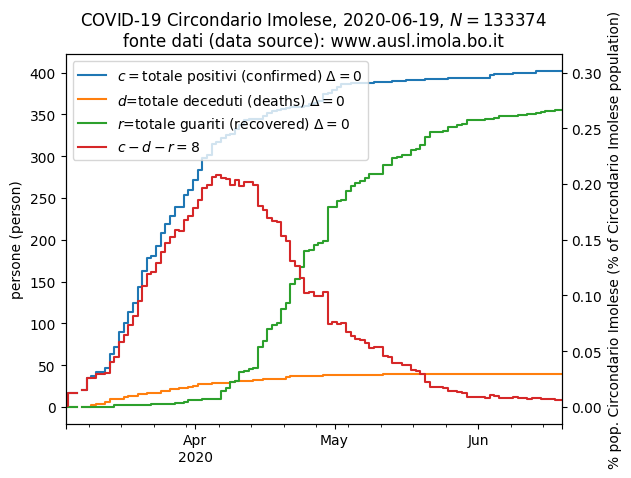 COVID-19 Circondario Imolese, 2020-06-19, N = 133374
fonte dati (data source): www.ausl.imola.bo.it
c = totale positivi (confirmed) Δ = 0
d=totale deceduti (deaths) Δ = 0
r=totale guariti (recovered) Δ = 0
c − d − r = 8
persone (person)
400
350
300
250
200
150
100
50
0
0.30
0.25
0.20
0.15
0.10
0.05
0.00
% pop. Circondario Imolese (% of Circondario Imolese population)
Apr
2020
May
Jun